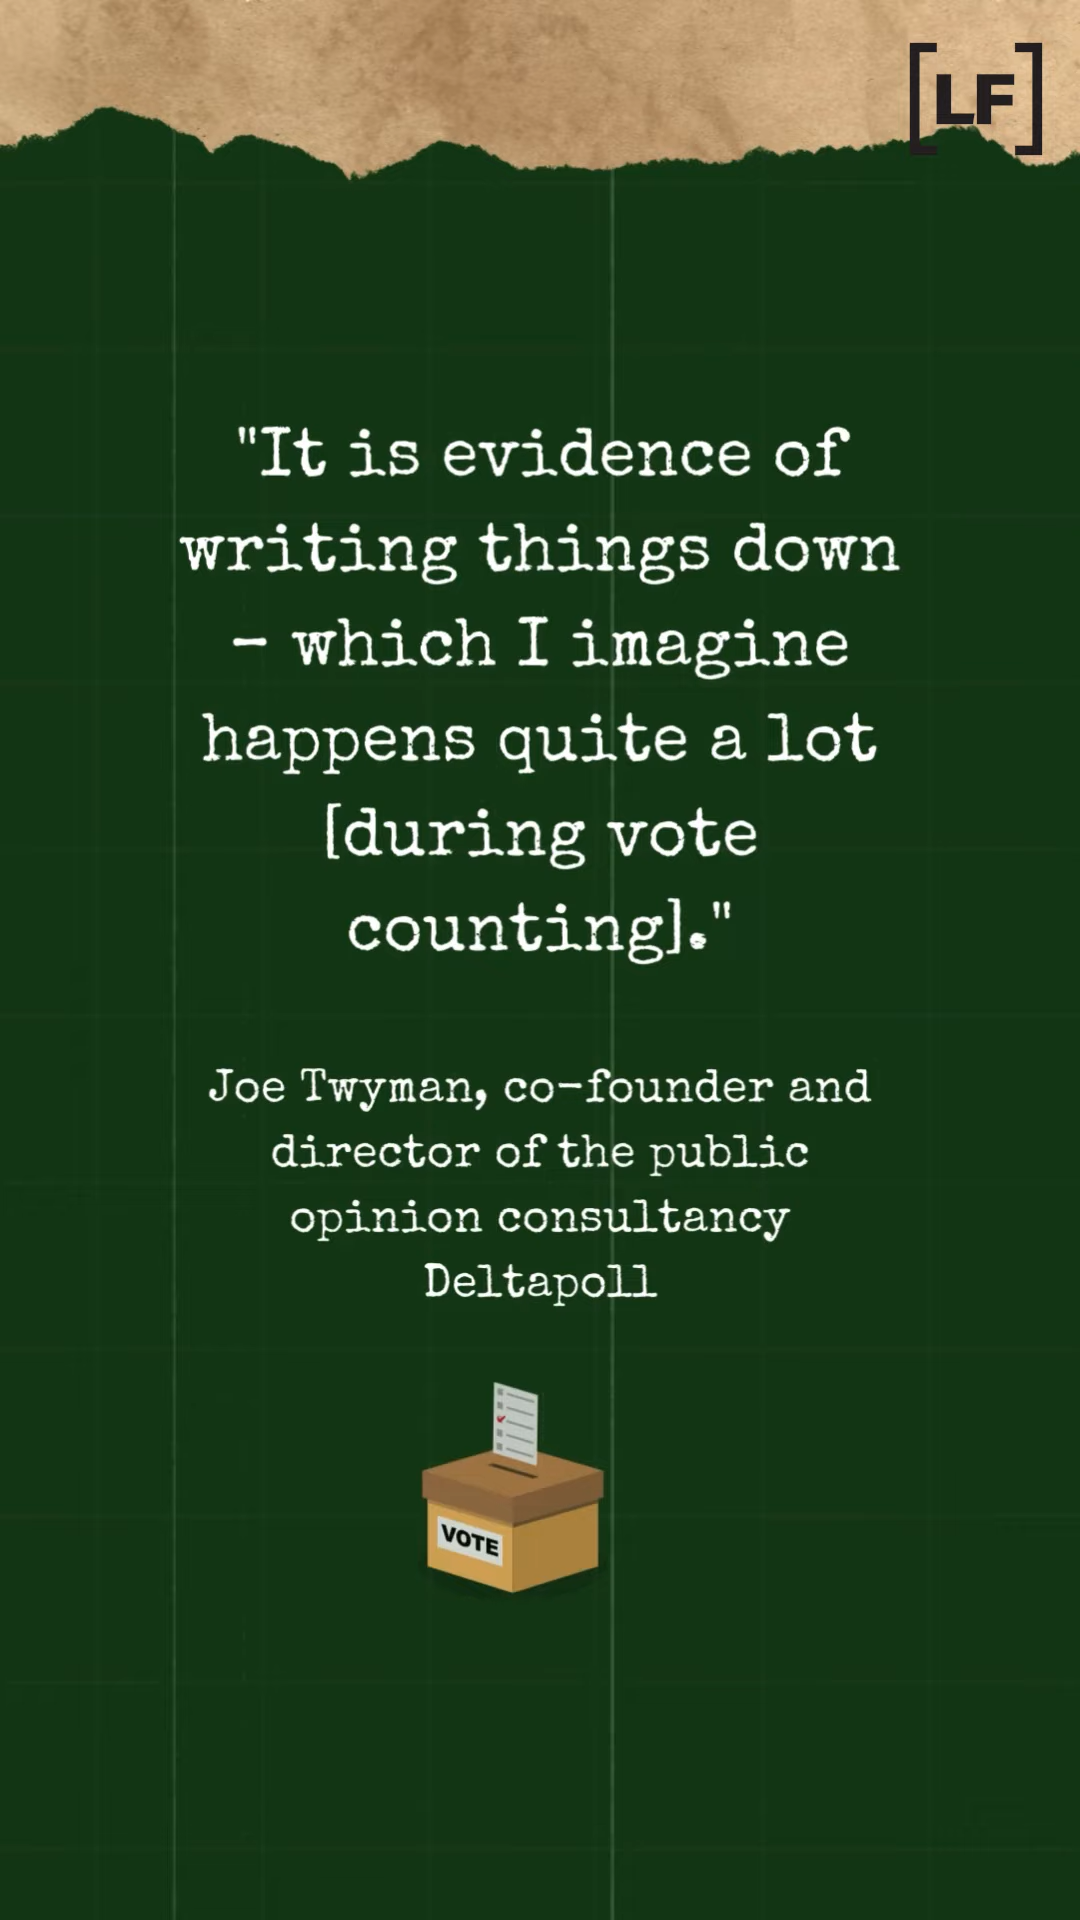 [LF]
"It is evidence of
writing things down
– which I imagine
happens quite a lot
[during vote
counting]."
Joe Twyman, co-founder and
director of the public
opinion consultancy
Deltapoll
VOTE